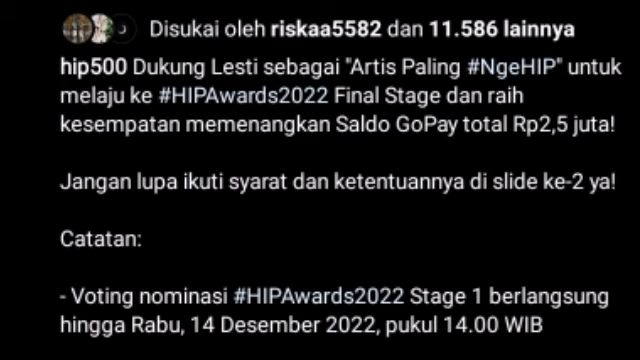 Disukai oleh riskaa5582 dan 11.586 lainnya
hip500 Dukung Lesti sebagai "Artis Paling #NgeHIP" untuk
melaju ke #HIPAwards2022 Final Stage dan raih
kesempatan memenangkan Saldo GoPay total Rp2,5 juta!
Jangan lupa ikuti syarat dan ketentuannya di slide ke-2 ya!
Catatan:
- Voting nominasi #HIPAwards2022 Stage 1 berlangsung
hingga Rabu, 14 Desember 2022, pukul 14.00 WIB